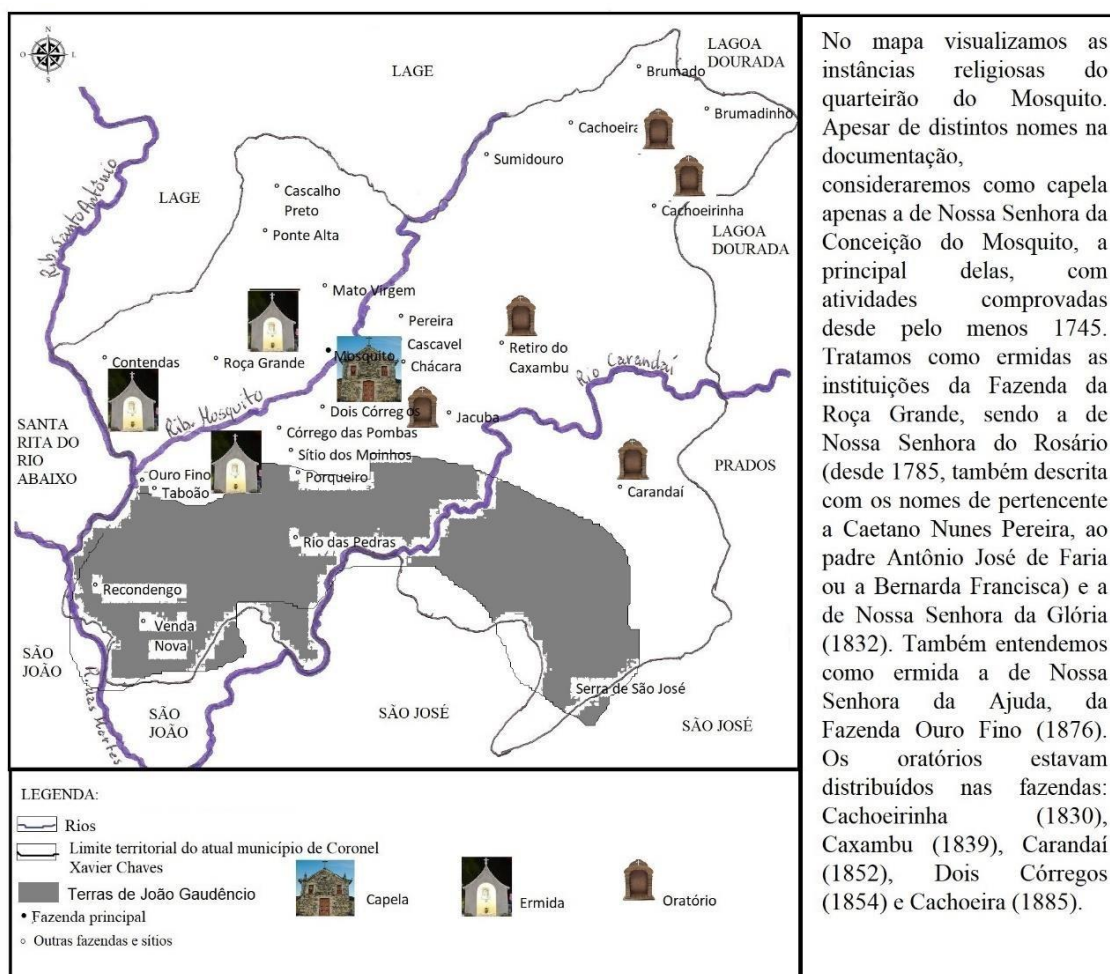 N
O
L
S
LAGE
LAGOA
DOURADA
Brumado
Brumadinho
Cachoeira
Sumidouro
LAGE
Cascalho
Preto
Ponte Alta
Rib. Santo Antônio
Cachoeirinha
LAGOA
DOURADA
Mato Virgem
Pereira
Cascavel
Mosquito
Chácara
Retiro do
Caxambu
Rio Carandaí
Contendas
Roça Grande
Rib. Mosquito
Dois Córregos
Jacuba
Córrego das Pombas
Sítio dos Moinhos
Porqueiro
SANTA
RITA DO
RIO
ABAIXO
Ouro Fino
Taboão
PRADOS
Carandaí
Rio das Pedras
Recondengo
Venda
Nova
SÃO
JOÃO
R. das Mortes
SÃO
JOÃO
SÃO JOSÉ
Serra de São José
SÃO JOSÉ
LEGENDA:
Rios
Limite territorial do atual município de Coronel
Xavier Chaves
Terras de João Gaudêncio
Fazenda principal
Outras fazendas e sítios
Capela
Ermida
Oratório
No mapa visualizamos as
instâncias religiosas do
quarteirão do Mosquito.
Apesar de distintos nomes na
documentação,
consideraremos como capela
apenas a de Nossa Senhora da
Conceição do Mosquito, a
principal delas, com
atividades comprovadas
desde pelo menos 1745.
Tratamos como ermidas as
instituições da Fazenda da
Roça Grande, sendo a de
Nossa Senhora do Rosário
(desde 1785, também descrita
com os nomes de pertencente
a Caetano Nunes Pereira, ao
padre Antônio José de Faria
ou a Bernarda Francisca) e a
de Nossa Senhora da Glória
(1832). Também entendemos
como ermida a de Nossa
Senhora da Ajuda, da
Fazenda Ouro Fino (1876).
Os oratórios estavam
distribuídos nas fazendas:
Cachoeirinha (1830),
Caxambu (1839), Carandaí
(1852), Dois Córregos
(1854) e Cachoeira (1885).